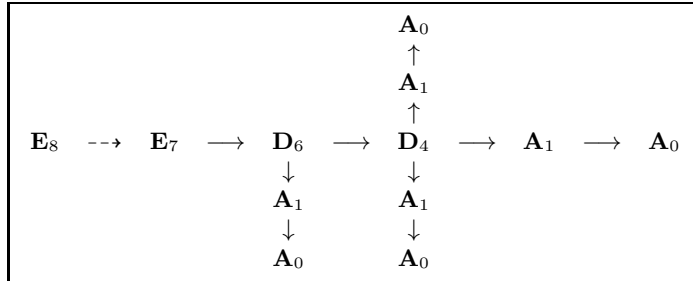 A₀
↑
A₁
↑
E₈ ⇢ E₇ ⟶ D₆ ⟶ D₄ ⟶ A₁ ⟶ A₀
↓ ↓
A₁ A₁
↓ ↓
A₀ A₀